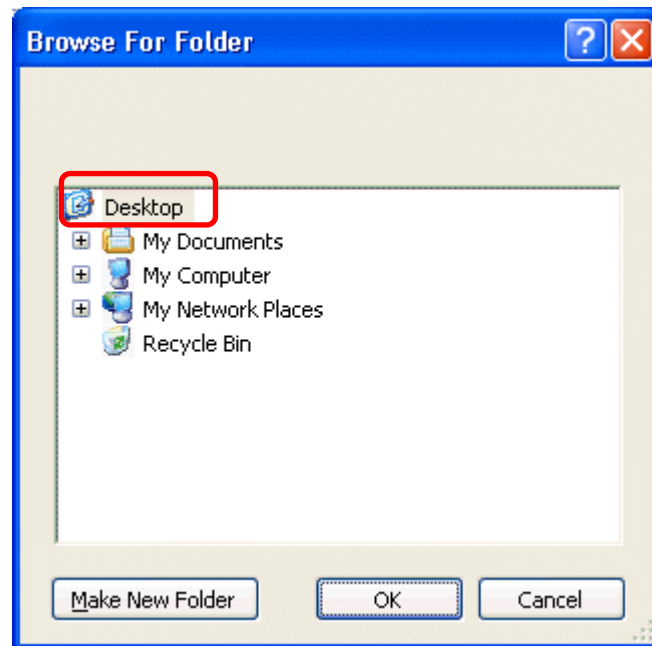 Browse For Folder
Desktop
My Documents
My Computer
My Network Places
Recycle Bin
Make New Folder OK Cancel